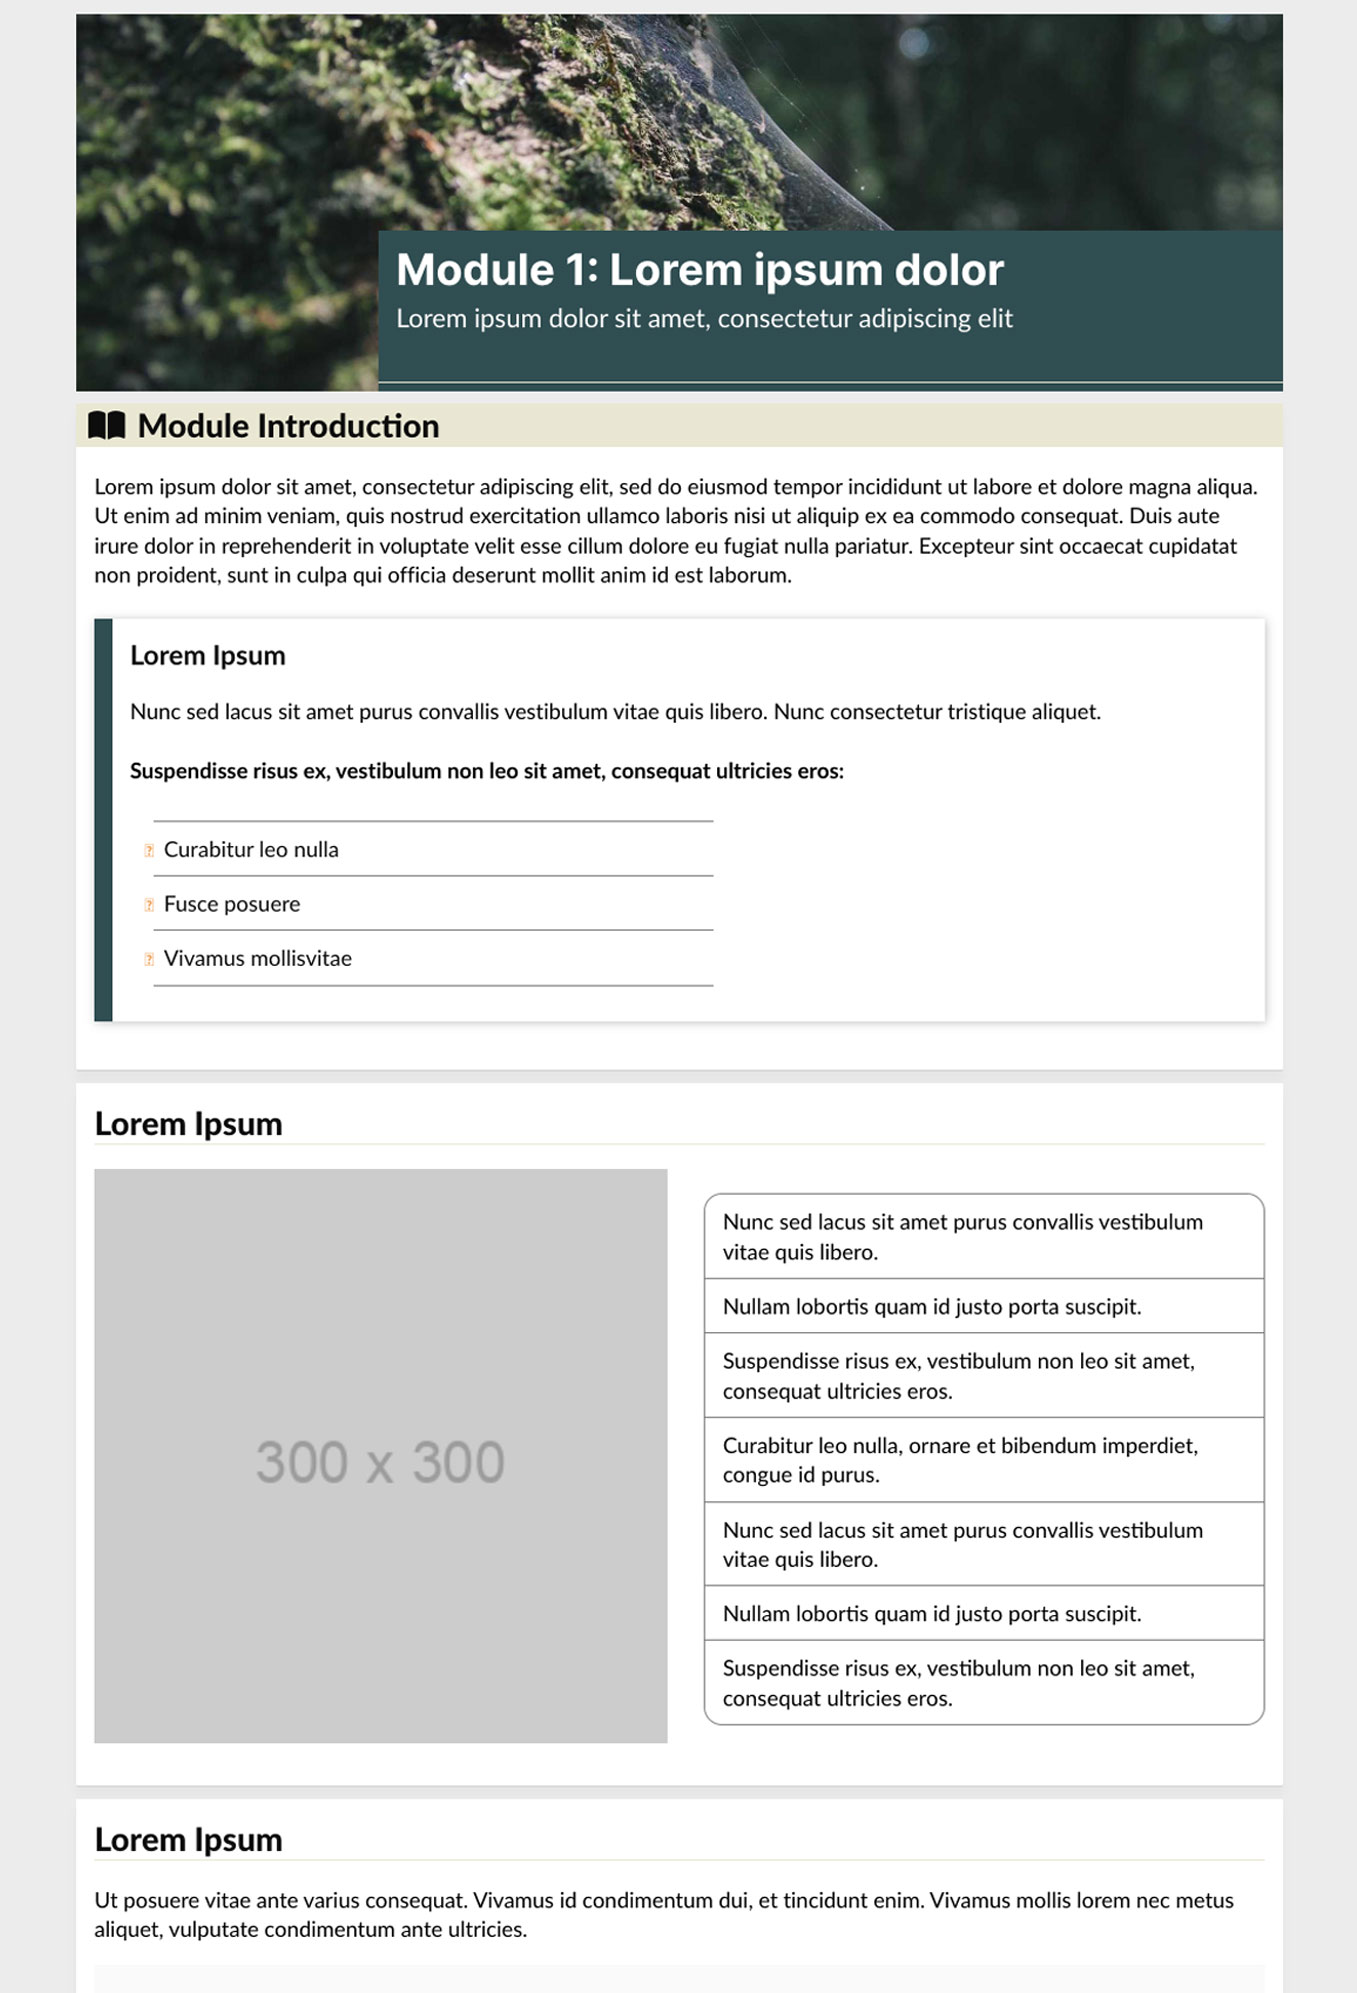 Module 1: Lorem ipsum dolor
Lorem ipsum dolor sit amet, consectetur adipiscing elit
Module Introduction
Lorem ipsum dolor sit amet, consectetur adipiscing elit, sed do eiusmod tempor incididunt ut labore et dolore magna aliqua.
Ut enim ad minim veniam, quis nostrud exercitation ullamco laboris nisi ut aliquip ex ea commodo consequat. Duis aute
irure dolor in reprehenderit in voluptate velit esse cillum dolore eu fugiat nulla pariatur. Excepteur sint occaecat cupidatat
non proident, sunt in culpa qui officia deserunt mollit anim id est laborum.
Lorem Ipsum
Nunc sed lacus sit amet purus convallis vestibulum vitae quis libero. Nunc consectetur tristique aliquet.
Suspendisse risus ex, vestibulum non leo sit amet, consequat ultricies eros:
Curabitur leo nulla
Fusce posuere
Vivamus mollisvitae
Lorem Ipsum
300 x 300
Nunc sed lacus sit amet purus convallis vestibulum
vitae quis libero.
Nullam lobortis quam id justo porta suscipit.
Suspendisse risus ex, vestibulum non leo sit amet,
consequat ultricies eros.
Curabitur leo nulla, ornare et bibendum imperdiet,
congue id purus.
Nunc sed lacus sit amet purus convallis vestibulum
vitae quis libero.
Nullam lobortis quam id justo porta suscipit.
Suspendisse risus ex, vestibulum non leo sit amet,
consequat ultricies eros.
Lorem Ipsum
Ut posuere vitae ante varius consequat. Vivamus id condimentum dui, et tincidunt enim. Vivamus mollis lorem nec metus
aliquet, vulputate condimentum ante ultricies.